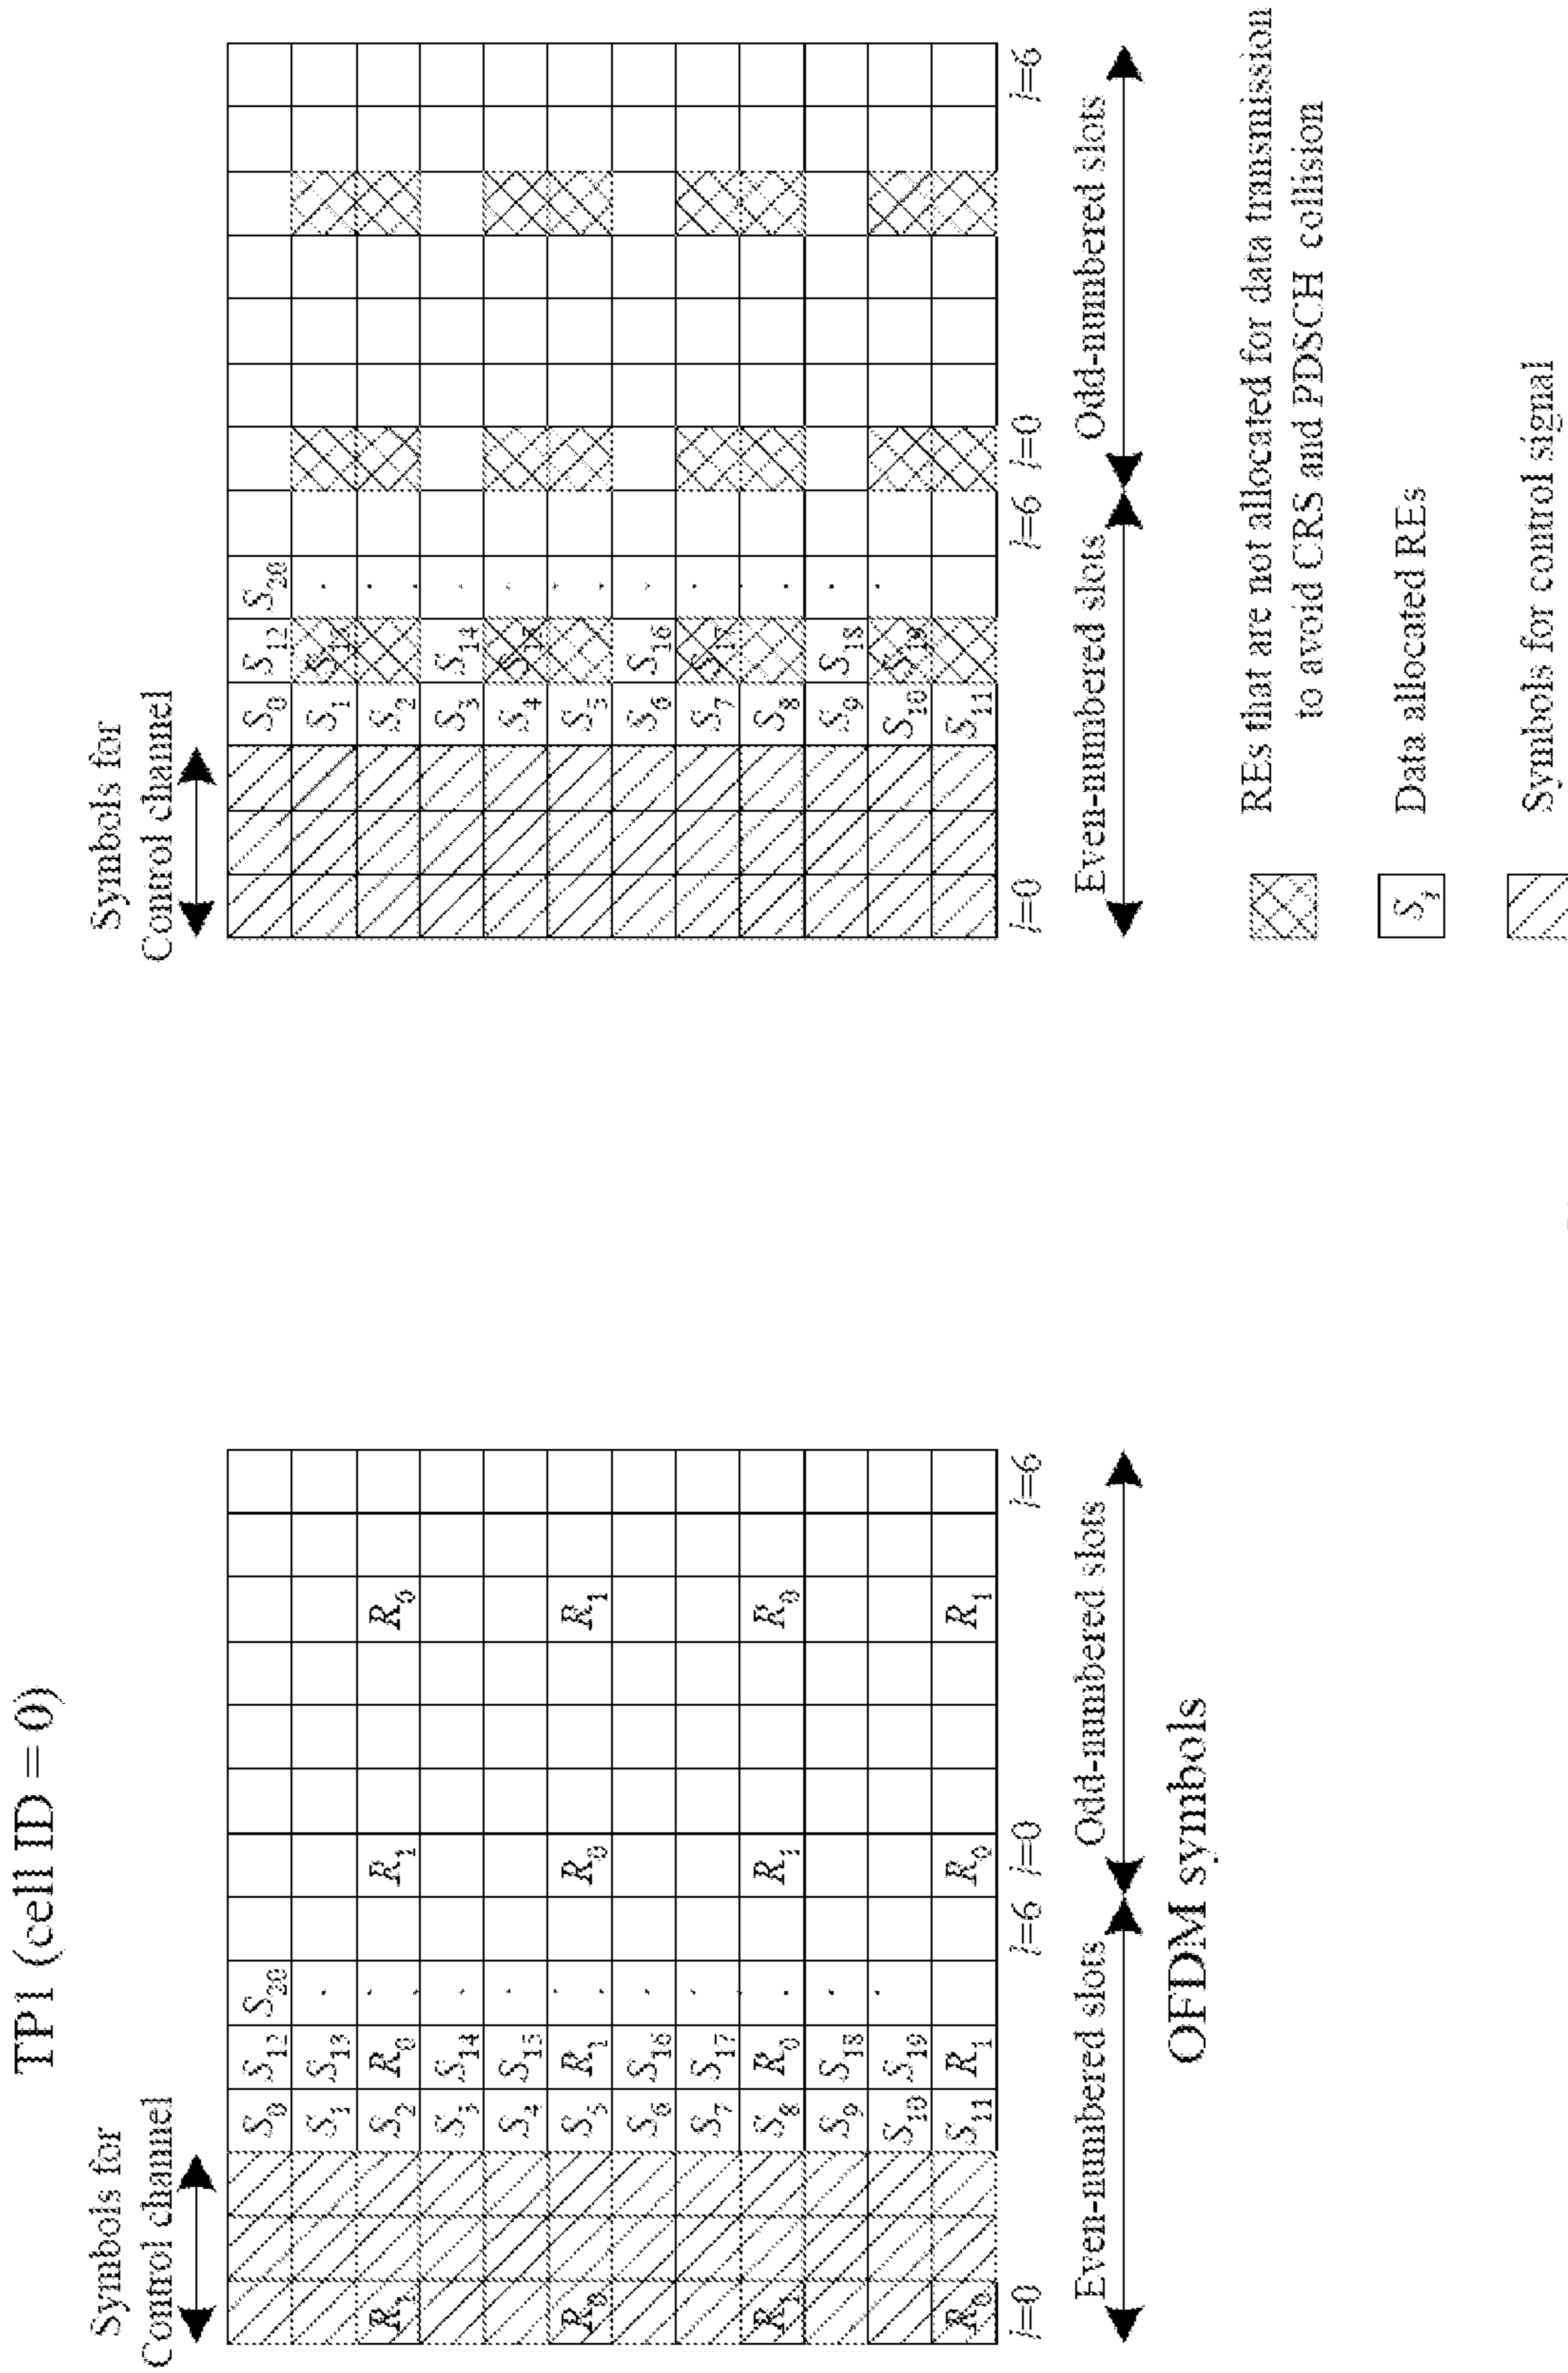 TP1 (cell ID = 0)
Symbols for
Control channel
S0 S12 S20
S1 S13
R1 S2 R0 R1 R0
S3 S14
S4 S15
R0 S5 R1 R0 R1
S6 S16
S7 S17
R1 S8 R0 R1 R0
S9 S18
S10 S19
R0 S11 R1 R0 R1
l=0 l=6 l=0 l=6
Even-numbered slots Odd-numbered slots
OFDM symbols
Symbols for
Control channel
S0 S12 S20
S1 S13
S2
S3 S14
S4 S15
S5
S6 S16
S7 S17
S8
S9 S18
S10 S19
S11
l=0 l=6 l=0 l=6
Even-numbered slots Odd-numbered slots
REs that are not allocated for data transmission
to avoid CRS and PDSCH collision
Si Data allocated REs
Symbols for control signal